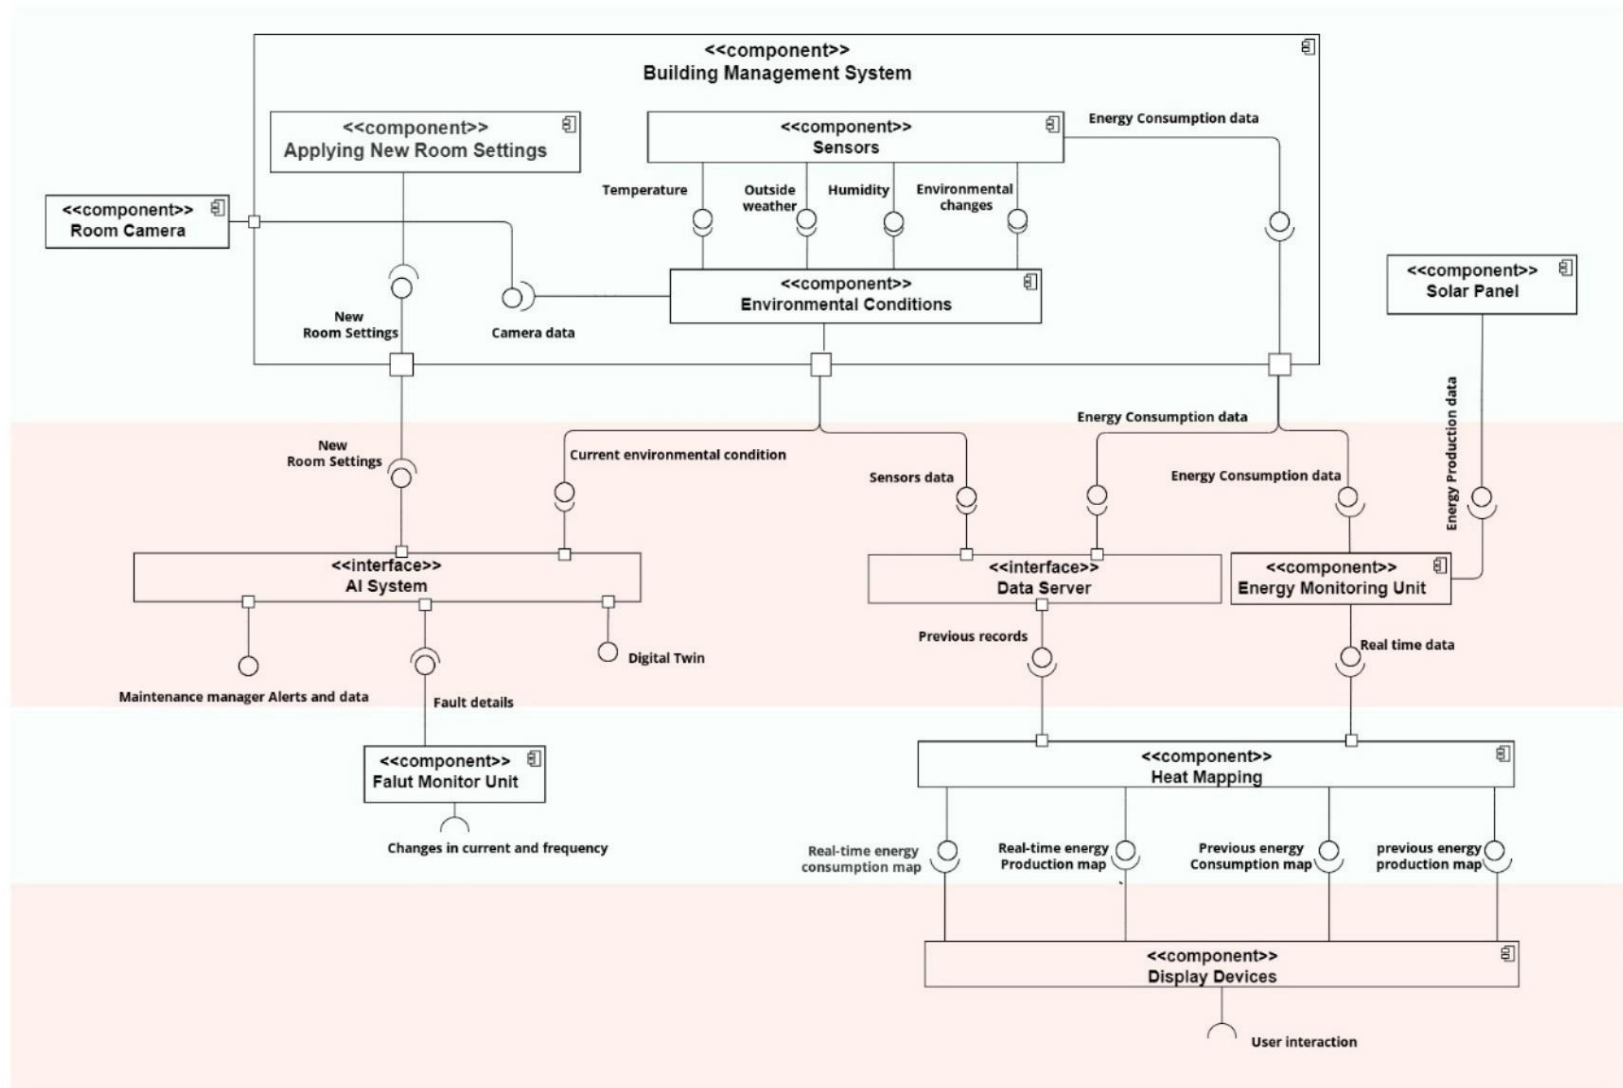 <<component>>
Building Management System
<<component>>
Applying New Room Settings
<<component>>
Sensors
Energy Consumption data
<<component>>
Room Camera
Temperature
Outside
weather
Humidity
Environmental
changes
<<component>>
Environmental Conditions
<<component>>
Solar Panel
New
Room Settings
Camera data
Energy Production data
New
Room Settings
Current environmental condition
Sensors data
Energy Consumption data
Energy Consumption data
<<interface>>
AI System
<<interface>>
Data Server
<<component>>
Energy Monitoring Unit
Maintenance manager Alerts and data
Fault details
Digital Twin
Previous records
Real time data
<<component>>
Falut Monitor Unit
Changes in current and frequency
<<component>>
Heat Mapping
Real-time energy
consumption map
Real-time energy
Production map
Previous energy
Consumption map
previous energy
production map
<<component>>
Display Devices
User interaction